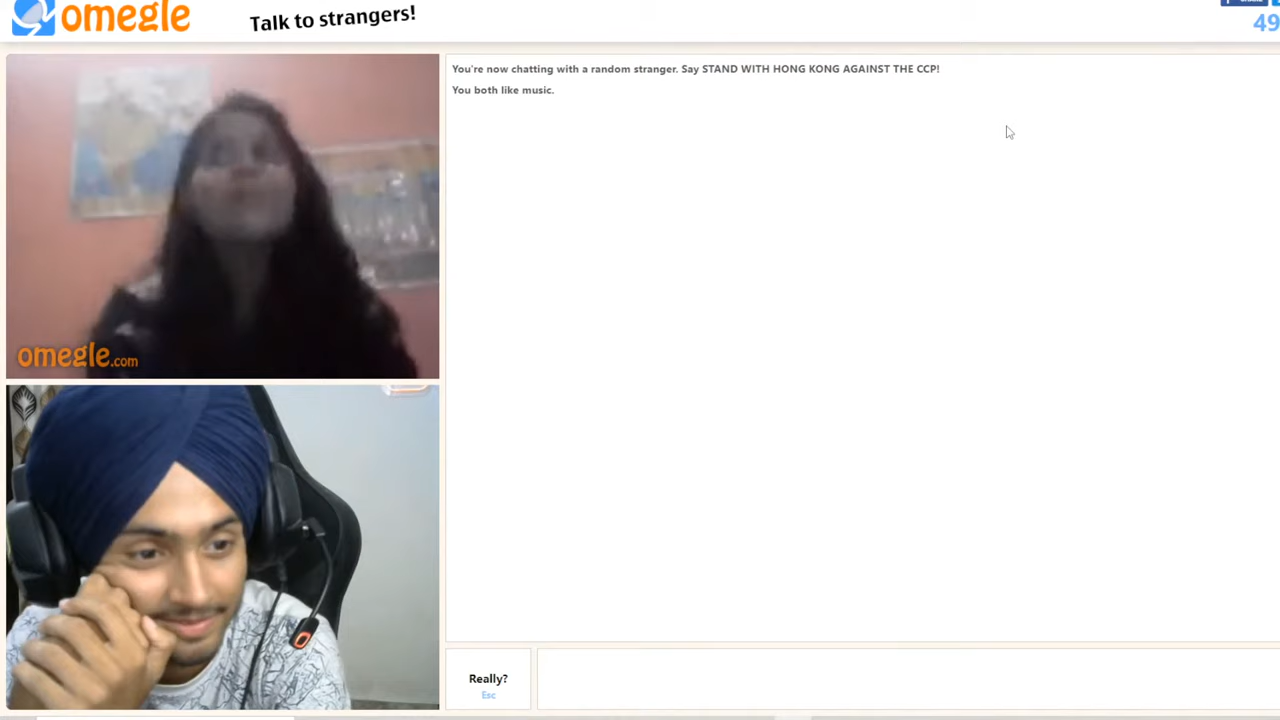 omegle
Talk to strangers!
49
You're now chatting with a random stranger. Say STAND WITH HONG KONG AGAINST THE CCP!
You both like music.
omegle.com
Really?
Esc